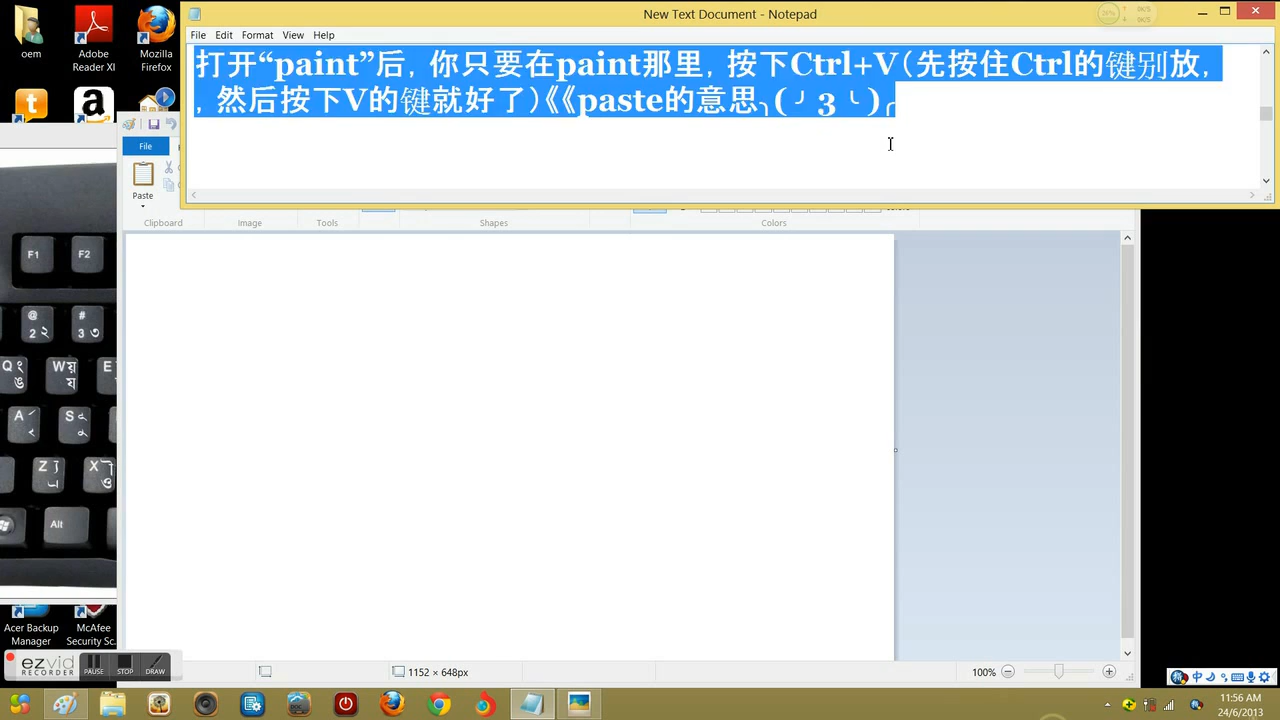 oem
Adobe Reader XI
Mozilla Firefox
New Text Document - Notepad
File Edit Format View Help
打开“paint”后, 你只要在paint那里, 按下Ctrl+V(先按住Ctrl的键别放,
, 然后按下V的键就好了)《《paste的意思╮(╯3╰)╭
File
Paste
Clipboard Image Tools Shapes Colors
F1 F2
@ 2 ২
# 3 ৩
Q
W য় য
E
A
S
Z
X
Alt
Acer Backup Manager
McAfee Security Sc...
ezvid RECORDER
PAUSE STOP DRAW
1152 × 648px
100%
中
11:56 AM
24/6/2013